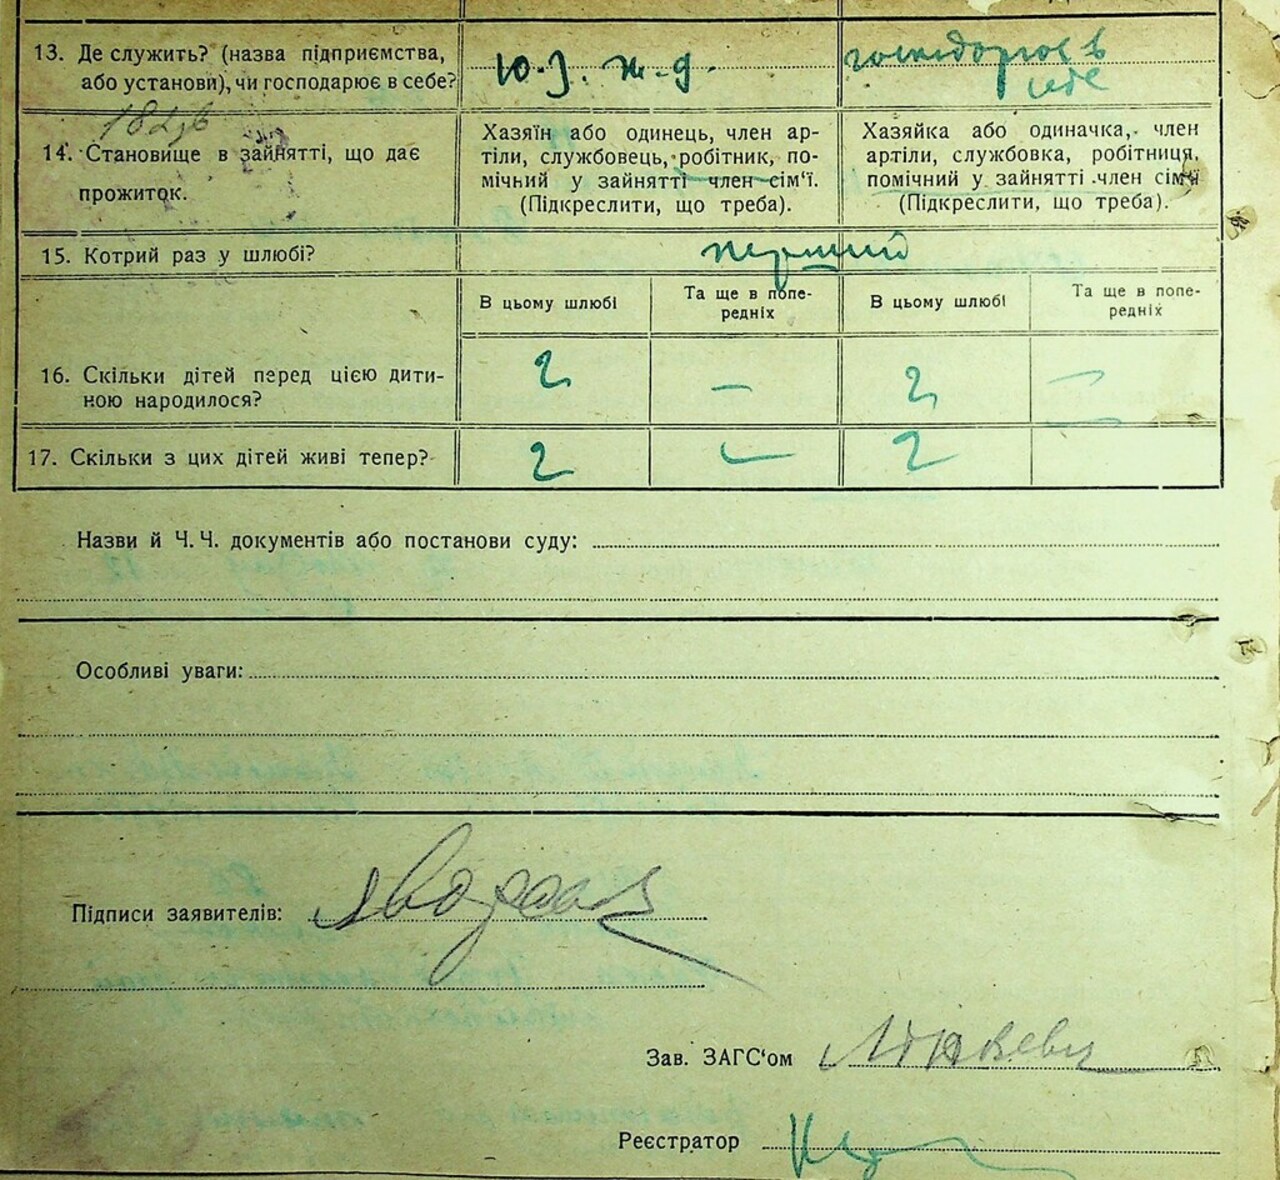 13. Де служить? (назва підприємства,
або установи), чи господарює в себе?
Ю.З. ж-д.
господарює в
себе
14. Становище в зайнятті, що дає
прожиток.
Хазяїн або одинець, член ар-
тіли, службовець, робітник, по-
мічний у зайнятті член сім‘ї.
(Підкреслити, що треба).
Хазяйка або одиначка, член
артіли, службовка, робітниця,
помічний у зайнятті член сім‘ї
(Підкреслити, що треба).
15. Котрий раз у шлюбі?
перший
В цьому шлюбі
Та ще в попе-
редніх
В цьому шлюбі
Та ще в попе-
редніх
16. Скільки дітей перед цією дити-
ною народилося?
2 – 2 –
17. Скільки з цих дітей живі тепер?
2 – 2
Назви й Ч. Ч. документів або постанови суду:
Особливі уваги:
Підписи заявителів:
Зав. ЗАГС‘ом
Реєстратор